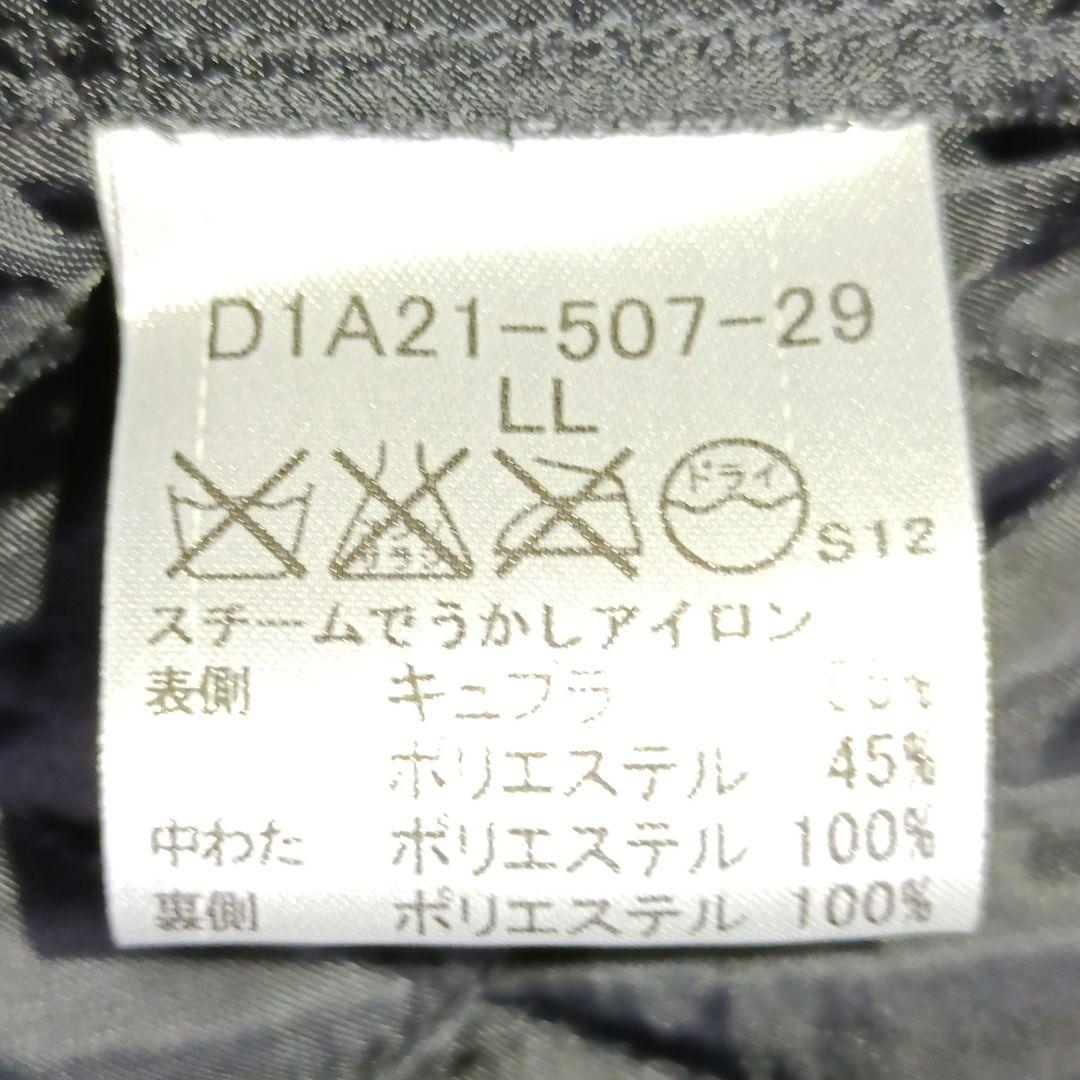 D1A21-507-29
LL
ドライ
S12
スチームでうかしアイロン
表側 キュプラ
ポリエステル 45%
中わた ポリエステル 100%
裏側 ポリエステル 100%